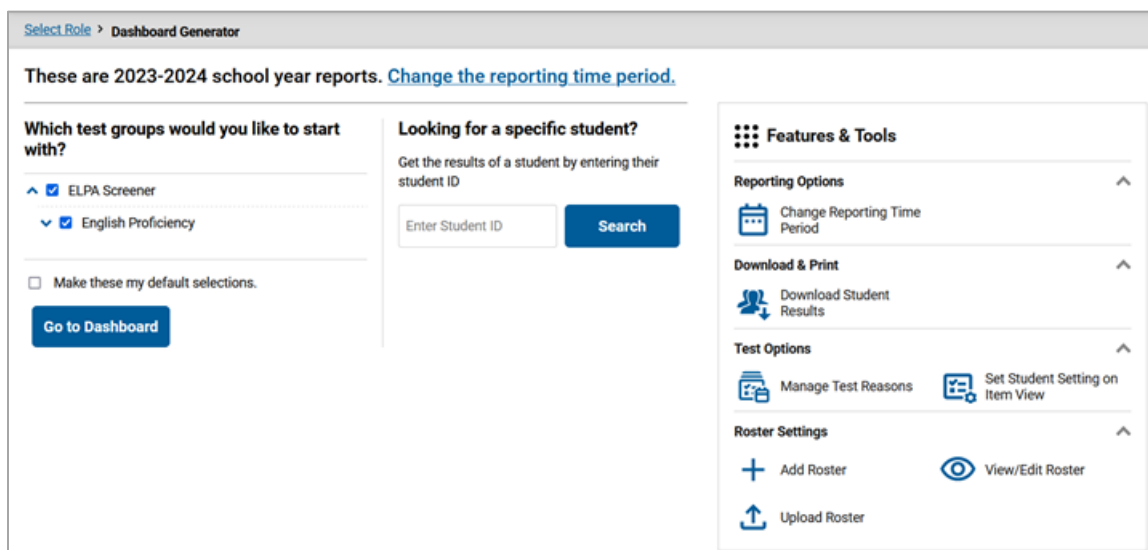 Select Role > Dashboard Generator
These are 2023-2024 school year reports. Change the reporting time period.
Which test groups would you like to start
with?
ELPA Screener
English Proficiency
Make these my default selections.
Go to Dashboard
Looking for a specific student?
Get the results of a student by entering their
student ID
Enter Student ID
Search
Features & Tools
Reporting Options
Change Reporting Time
Period
Download & Print
Download Student
Results
Test Options
Manage Test Reasons
Set Student Setting on
Item View
Roster Settings
Add Roster
View/Edit Roster
Upload Roster